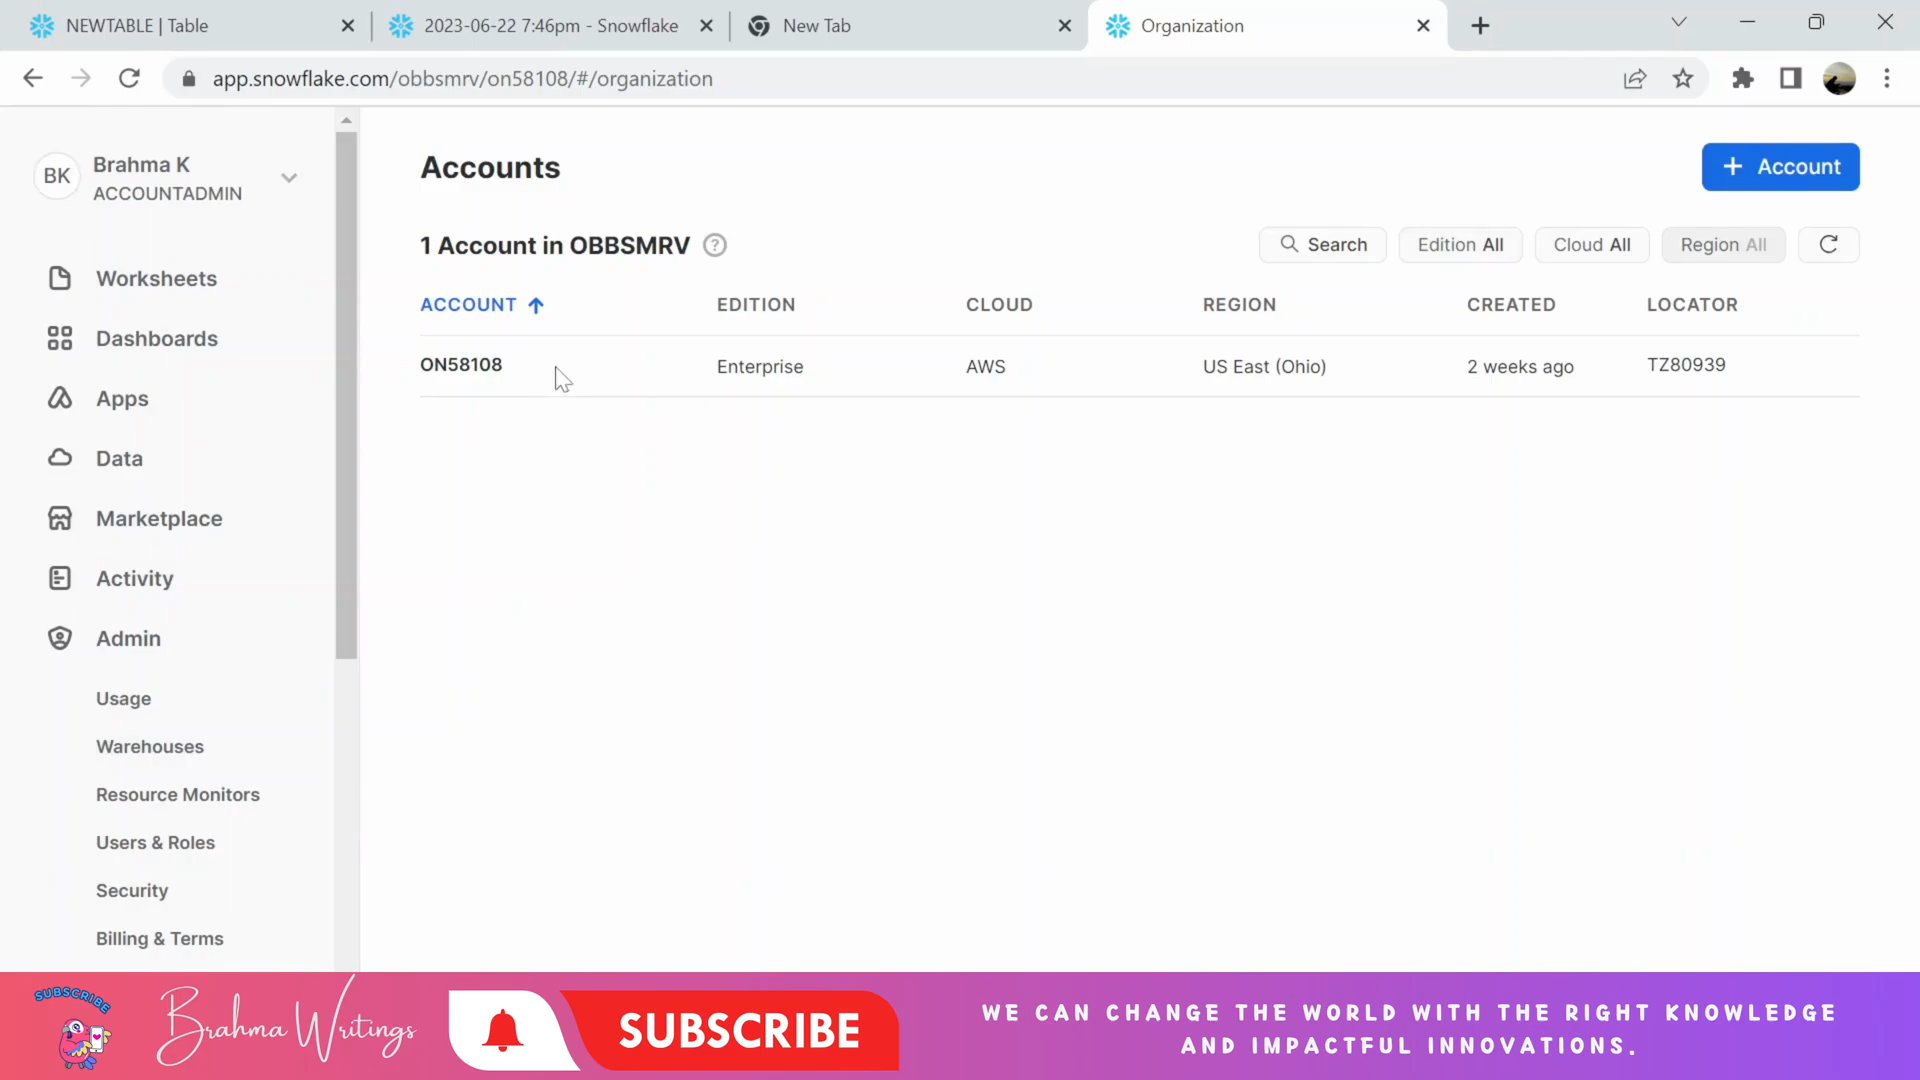 NEWTABLE | Table
2023-06-22 7:46pm - Snowflake
New Tab
Organization
app.snowflake.com/obbsmrv/on58108/#/organization
BK
Brahma K
ACCOUNTADMIN
Worksheets
Dashboards
Apps
Data
Marketplace
Activity
Admin
Usage
Warehouses
Resource Monitors
Users & Roles
Security
Billing & Terms
Accounts
+ Account
1 Account in OBBSMRV ?
Search
Edition All
Cloud All
Region All
ACCOUNT EDITION CLOUD REGION CREATED LOCATOR
ON58108 Enterprise AWS US East (Ohio) 2 weeks ago TZ80939
SUBSCRIBE
Brahma Writings
SUBSCRIBE
WE CAN CHANGE THE WORLD WITH THE RIGHT KNOWLEDGE
AND IMPACTFUL INNOVATIONS.